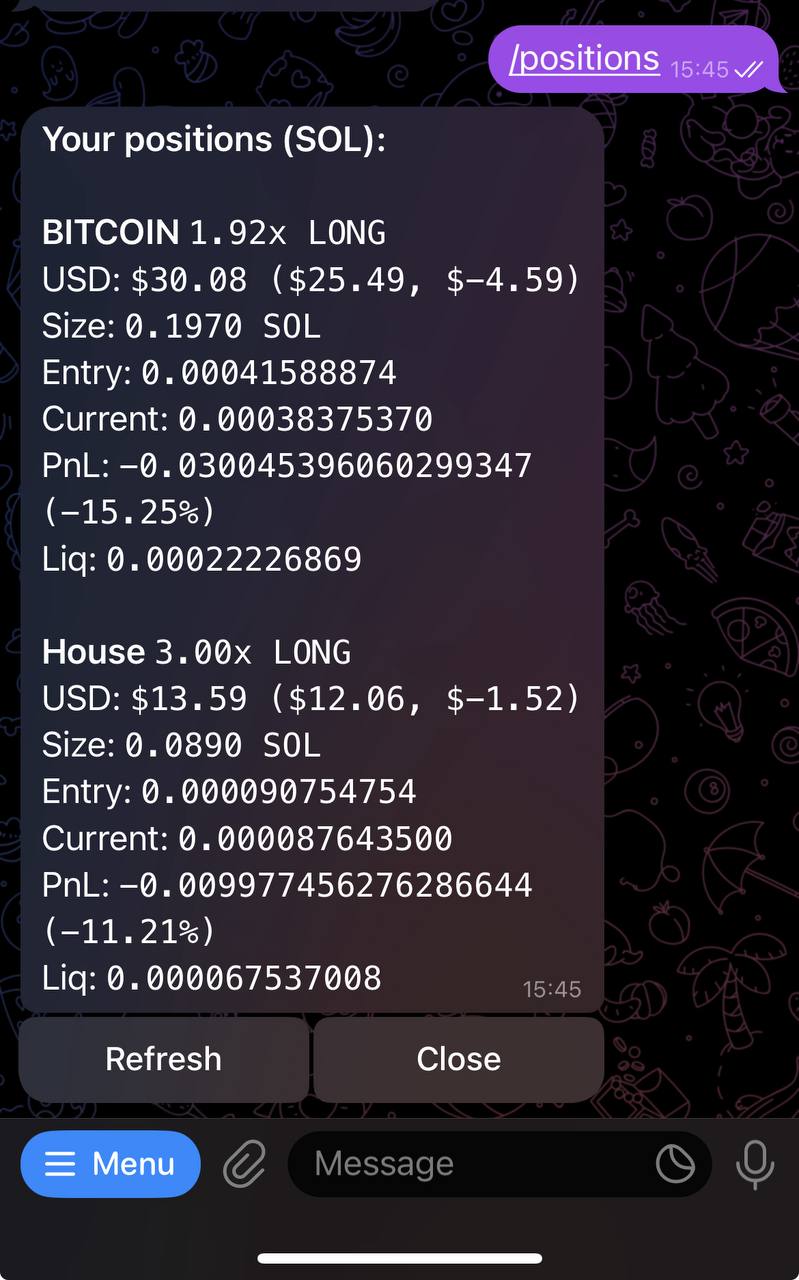 /positions 15:45
Your positions (SOL):
BITCOIN 1.92x LONG
USD: $30.08 ($25.49, $-4.59)
Size: 0.1970 SOL
Entry: 0.00041588874
Current: 0.00038375370
PnL: -0.030045396060299347
(-15.25%)
Liq: 0.00022226869
House 3.00x LONG
USD: $13.59 ($12.06, $-1.52)
Size: 0.0890 SOL
Entry: 0.000090754754
Current: 0.000087643500
PnL: -0.009977456276286644
(-11.21%)
Liq: 0.000067537008
15:45
Refresh Close
Menu Message